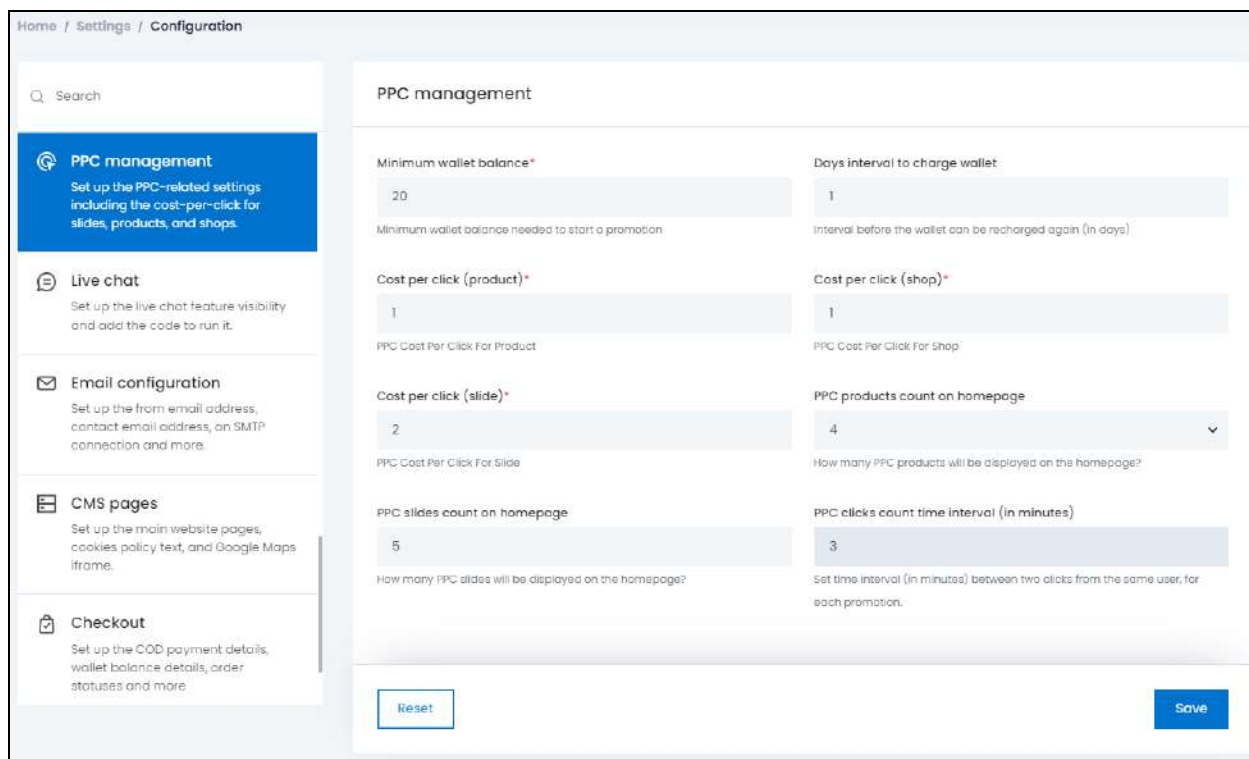 Home / Settings / Configuration
Search
PPC management
Set up the PPC-related settings
including the cost-per-click for
slides, products, and shops.
Live chat
Set up the live chat feature visibility
and add the code to run it.
Email configuration
Set up the from email address,
contact email address, an SMTP
connection and more.
CMS pages
Set up the main website pages,
cookies policy text, and Google Maps
iframe.
Checkout
Set up the COD payment details,
wallet balance details, order
statuses and more
PPC management
Minimum wallet balance*
20
Minimum wallet balance needed to start a promotion
Days interval to charge wallet
1
Interval before the wallet can be recharged again (in days)
Cost per click (product)*
1
PPC Cost Per Click For Product
Cost per click (shop)*
1
PPC Cost Per Click For Shop
Cost per click (slide)*
2
PPC Cost Per Click For Slide
PPC products count on homepage
4
How many PPC products will be displayed on the homepage?
PPC slides count on homepage
5
How many PPC slides will be displayed on the homepage?
PPC clicks count time interval (in minutes)
3
Set time interval (in minutes) between two clicks from the same user, for
each promotion.
Reset
Save